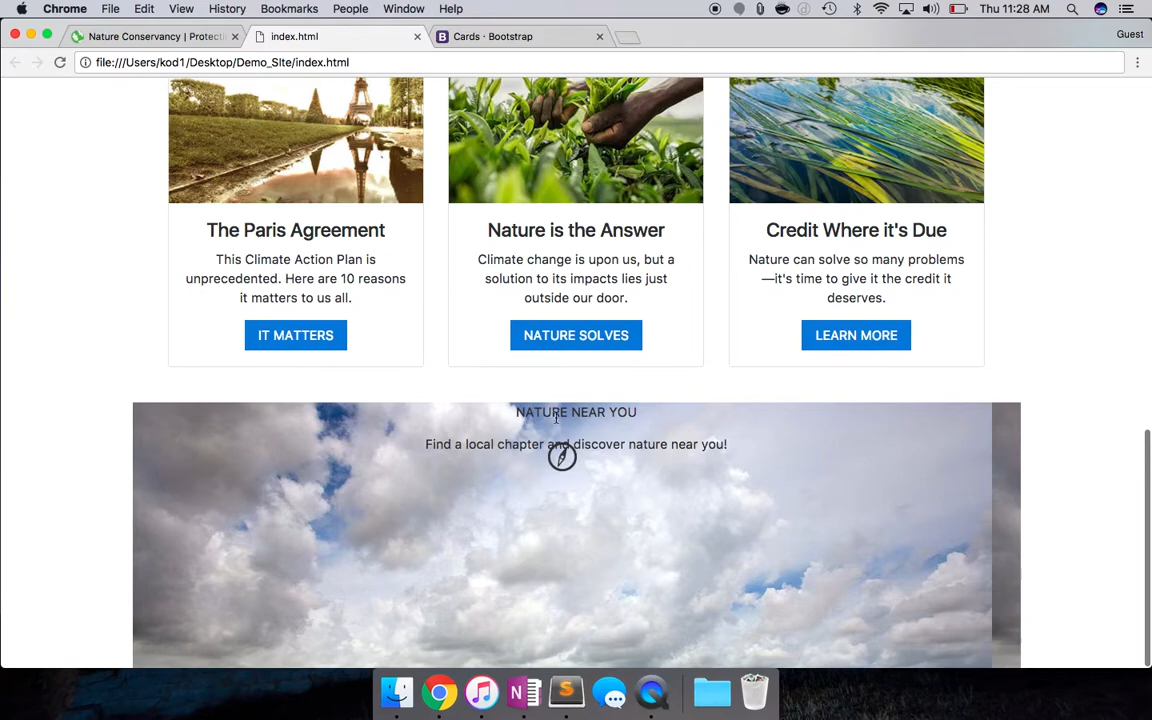 Chrome File Edit View History Bookmarks People Window Help Thu 11:28 AM
Nature Conservancy | Protecti index.html Cards · Bootstrap Guest
file:///Users/kod1/Desktop/Demo_SIte/index.html
The Paris Agreement Nature is the Answer Credit Where it's Due
This Climate Action Plan is Climate change is upon us, but a Nature can solve so many problems
unprecedented. Here are 10 reasons solution to its impacts lies just —it's time to give it the credit it
it matters to us all. outside our door. deserves.
IT MATTERS NATURE SOLVES LEARN MORE
NATURE NEAR YOU
Find a local chapter and discover nature near you!